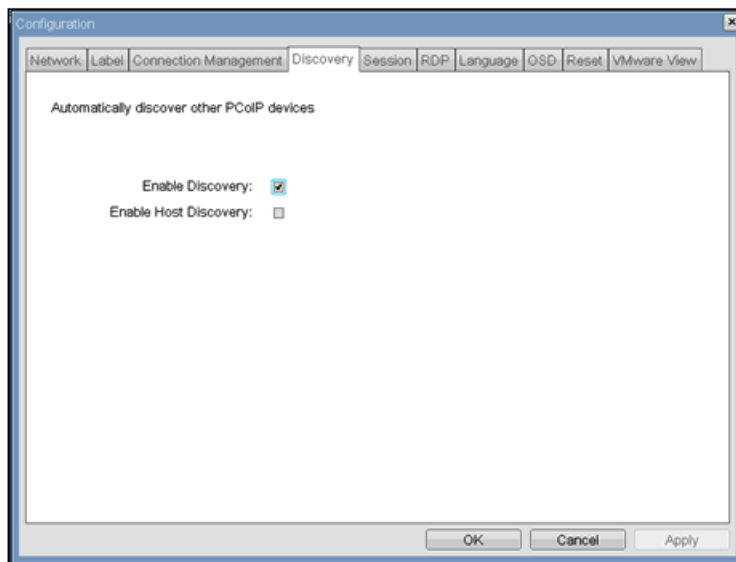 Configuration
Network Label Connection Management Discovery Session RDP Language OSD Reset VMware View
Automatically discover other PCoIP devices
Enable Discovery:
Enable Host Discovery:
OK Cancel Apply